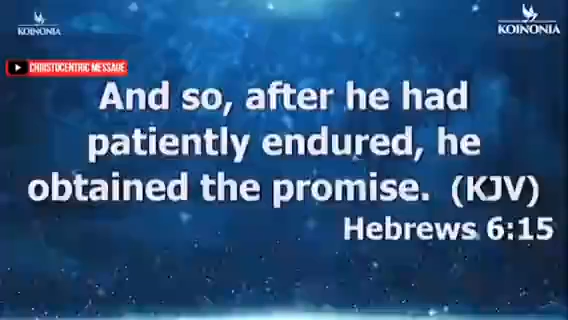 KOINONIA
KOINONIA
CHRISTOCENTRIC MESSAGE
And so, after he had
patiently endured, he
obtained the promise. (KJV)
Hebrews 6:15